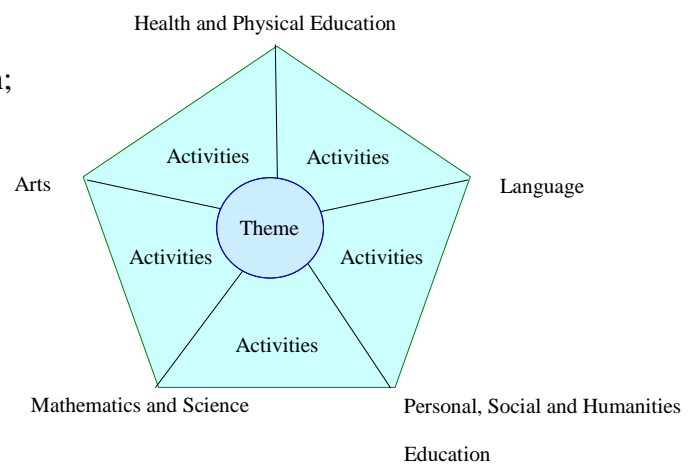 Health and Physical Education
n;
Activities
Activities
Arts
Language
Theme
Activities
Activities
Activities
Mathematics and Science
Personal, Social and Humanities
Education